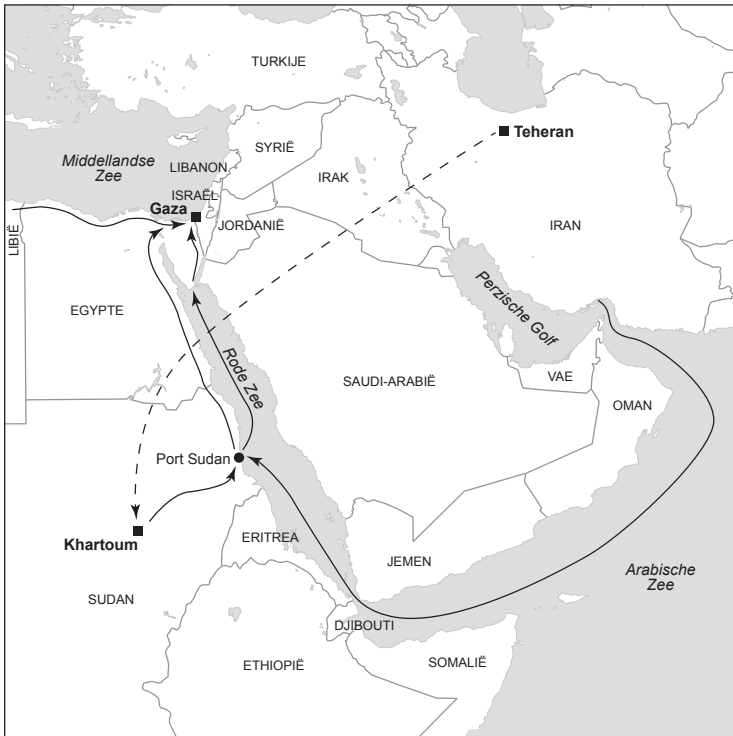 TURKIJE
Teheran
Middellandse
Zee
SYRIË
LIBANON
IRAK
ISRAËL
Gaza
JORDANIË
IRAN
LIBIË
Perzische Golf
EGYPTE
Rode Zee
SAUDI-ARABIË
VAE
OMAN
Port Sudan
Khartoum
ERITREA
JEMEN
Arabische
Zee
SUDAN
DJIBOUTI
ETHIOPIË
SOMALIË